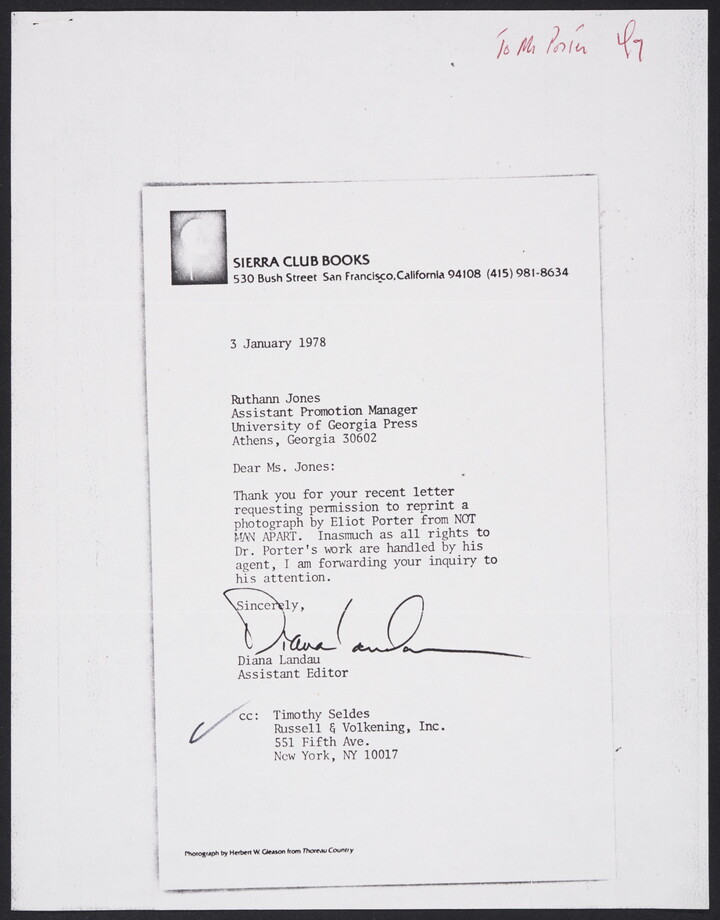 To Mr Porter 1/9
SIERRA CLUB BOOKS
530 Bush Street San Francisco, California 94108 (415) 981-8634
3 January 1978
Ruthann Jones
Assistant Promotion Manager
University of Georgia Press
Athens, Georgia 30602
Dear Ms. Jones:
Thank you for your recent letter
requesting permission to reprint a
photograph by Eliot Porter from NOT
MAN APART. Inasmuch as all rights to
Dr. Porter's work are handled by his
agent, I am forwarding your inquiry to
his attention.
Sincerely,
Diana Landau
Diana Landau
Assistant Editor
cc: Timothy Seldes
Russell & Volkening, Inc.
551 Fifth Ave.
New York, NY 10017
Photograph by Herbert W. Gleason from Thoreau Country